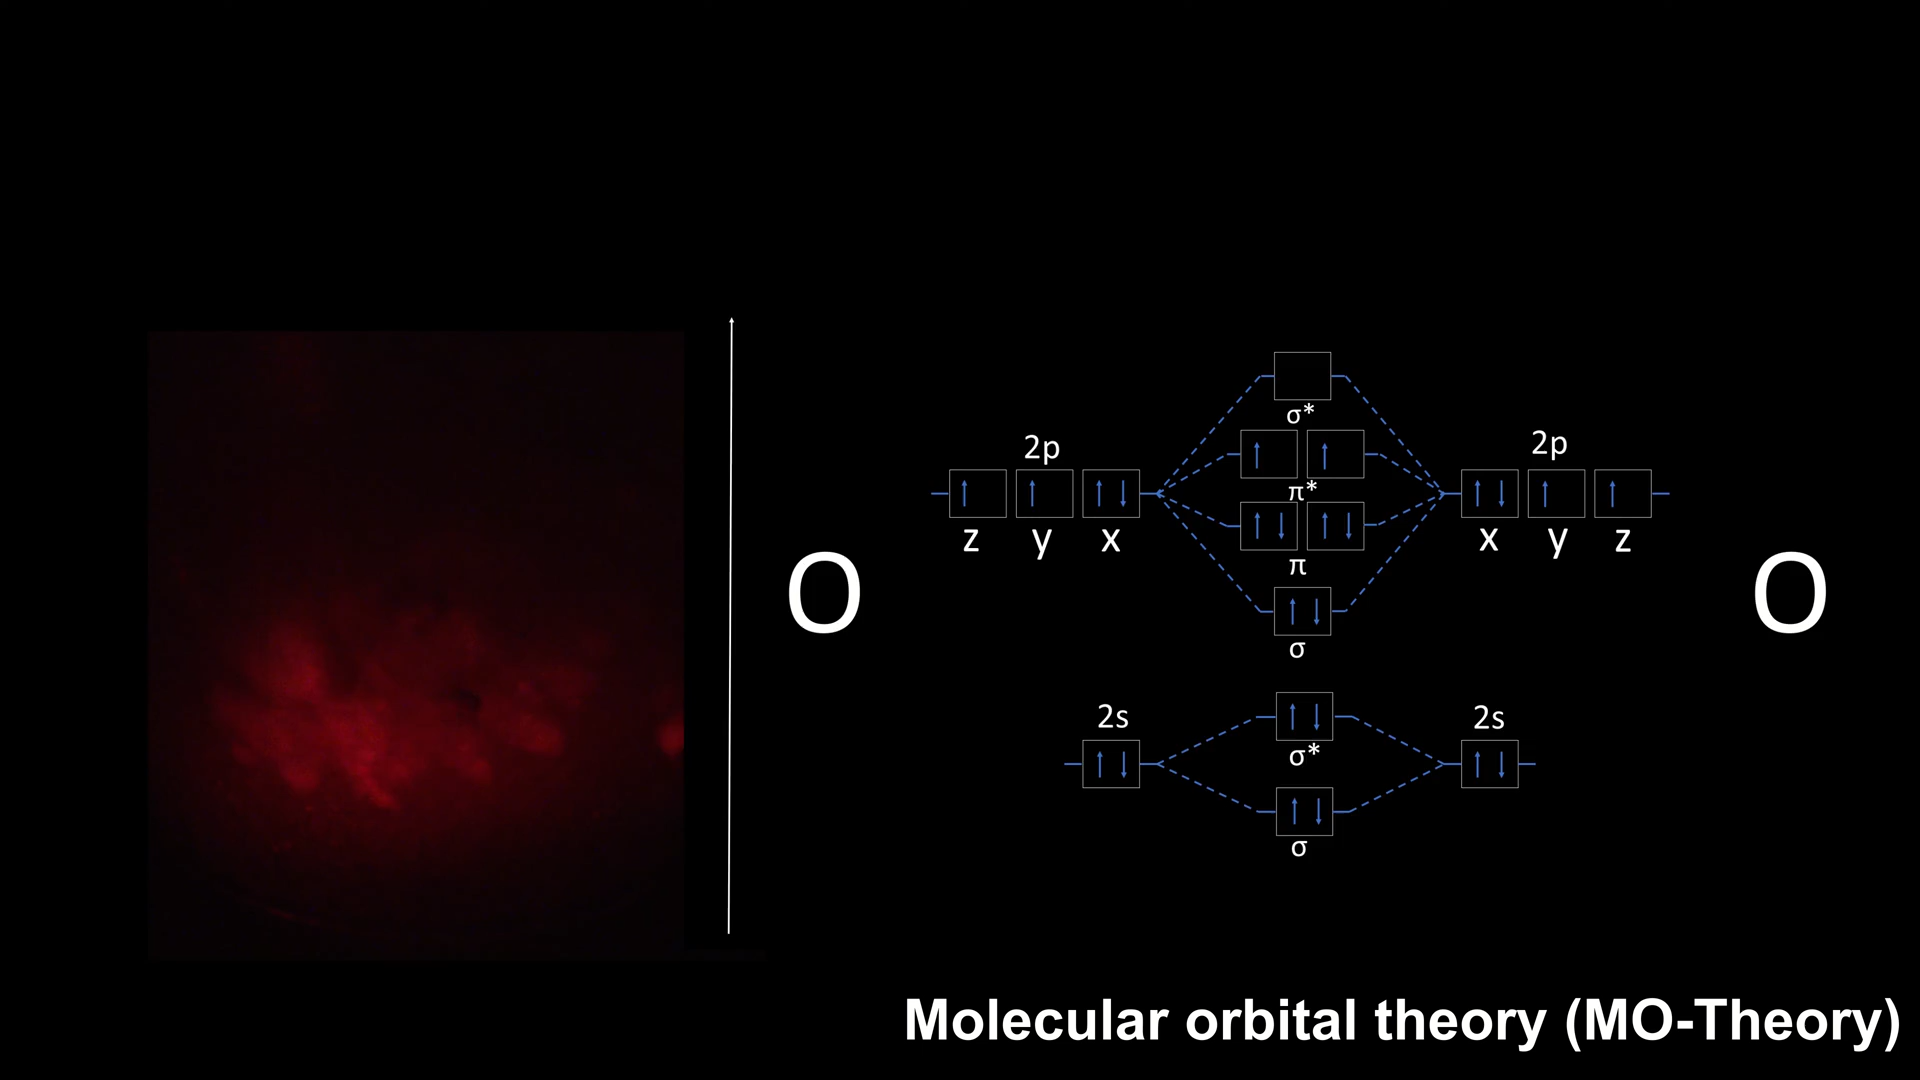 σ*
2p
2p
π*
z y x
x y z
O
O
π
σ
2s
2s
σ*
σ
Molecular orbital theory (MO-Theory)